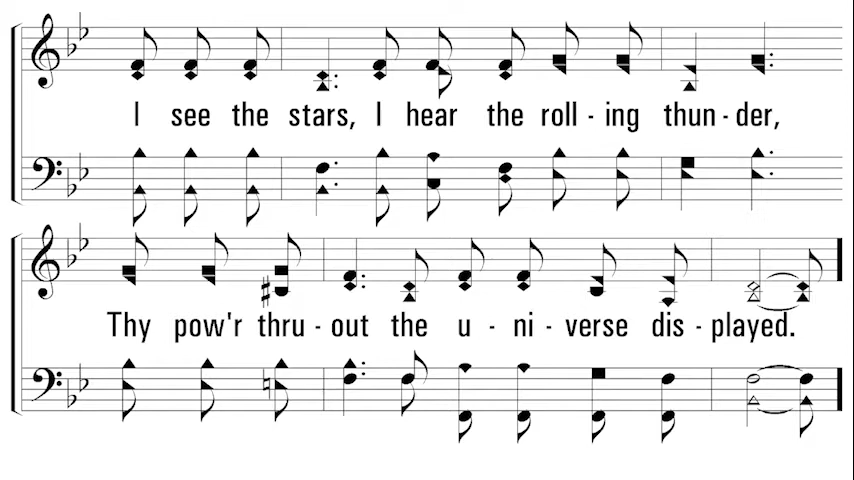 I see the stars, I hear the roll - ing thun - der,
Thy pow'r thru - out the u - ni - verse dis - played.